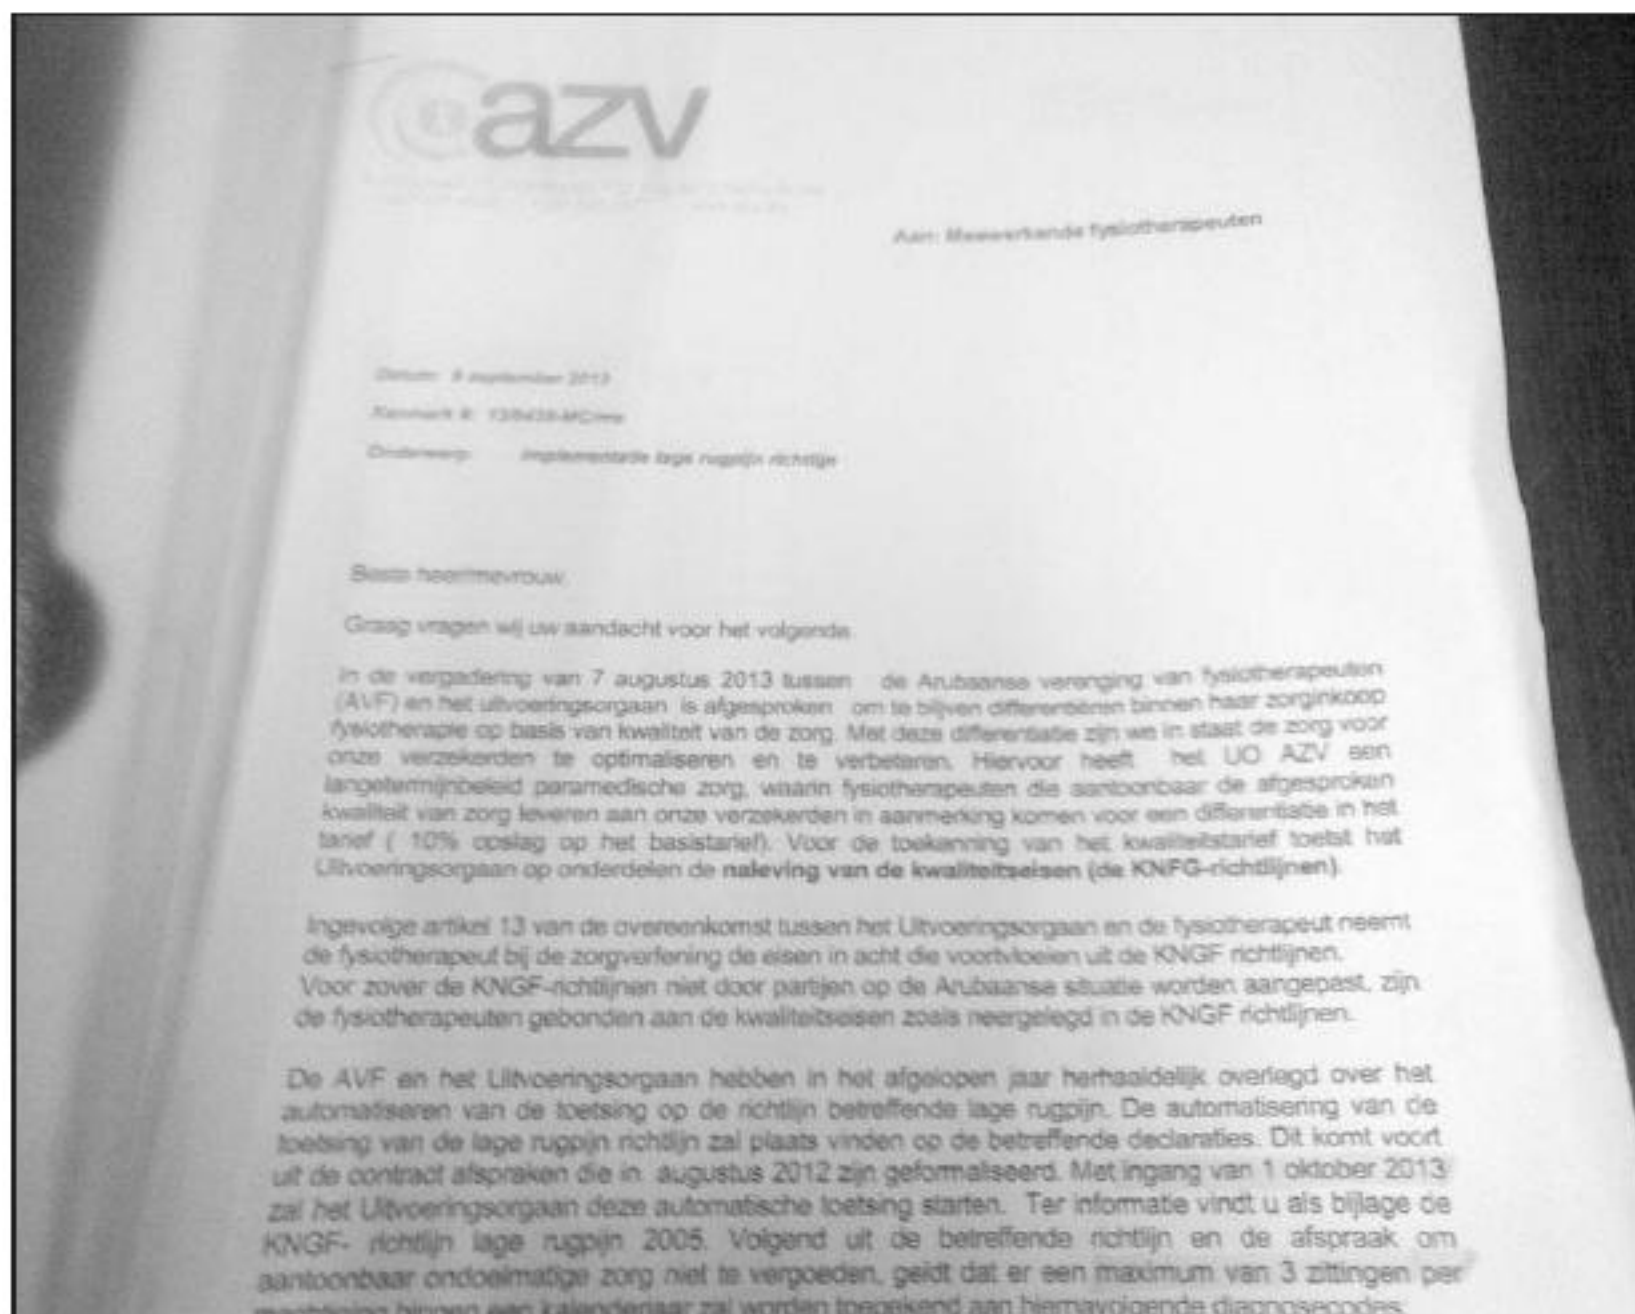 azv
Aan: Meewerkende fysiotherapeuten
Datum: 9 september 2013
Kenmerk #:
Onderwerp: Implementatie lage rugpijn richtlijn
Beste heer/mevrouw,
Graag vragen wij uw aandacht voor het volgende.
In de vergadering van 7 augustus 2013 tussen de Arubaanse verenging van fysiotherapeuten
(AVF) en het uitvoeringsorgaan is afgesproken om te blijven differentiëren binnen haar zorginkoop
fysiotherapie op basis van kwaliteit van de zorg. Met deze differentiatie zijn we in staat de zorg voor
onze verzekerden te optimaliseren en te verbeteren. Hiervoor heeft het UO AZV een
langetermijnbeleid paramedische zorg, waarin fysiotherapeuten die aantoonbaar de afgesproken
kwaliteit van zorg leveren aan onze verzekerden in aanmerking komen voor een differentiatie in het
tarief ( 10% opslag op het basistarief). Voor de toekenning van het kwaliteitstarief toetst het
Uitvoeringsorgaan op onderdelen de naleving van de kwaliteitseisen (de KNFG-richtlijnen).
Ingevolge artikel 13 van de overeenkomst tussen het Uitvoeringsorgaan en de fysiotherapeut neemt
de fysiotherapeut bij de zorgverlening de eisen in acht die voortvloeien uit de KNGF richtlijnen.
Voor zover de KNGF-richtlijnen niet door partijen op de Arubaanse situatie worden aangepast, zijn
de fysiotherapeuten gebonden aan de kwaliteitseisen zoals neergelegd in de KNGF richtlijnen.
De AVF en het Uitvoeringsorgaan hebben in het afgelopen jaar herhaaldelijk overlegd over het
automatiseren van de toetsing op de richtlijn betreffende lage rugpijn. De automatisering van de
toetsing van de lage rugpijn richtlijn zal plaats vinden op de betreffende declaraties. Dit komt voort
uit de contract afspraken die in augustus 2012 zijn geformaliseerd. Met ingang van 1 oktober 2013
zal het Uitvoeringsorgaan deze automatische toetsing starten. Ter informatie vindt u als bijlage de
KNGF- richtlijn lage rugpijn 2005. Volgend uit de betreffende richtlijn en de afspraak om
aantoonbaar ondoelmatige zorg niet te vergoeden, geldt dat er een maximum van 3 zittingen per
machtiging binnen een kalenderjaar zal worden toegekend aan hiernavolgende diagnosecodes